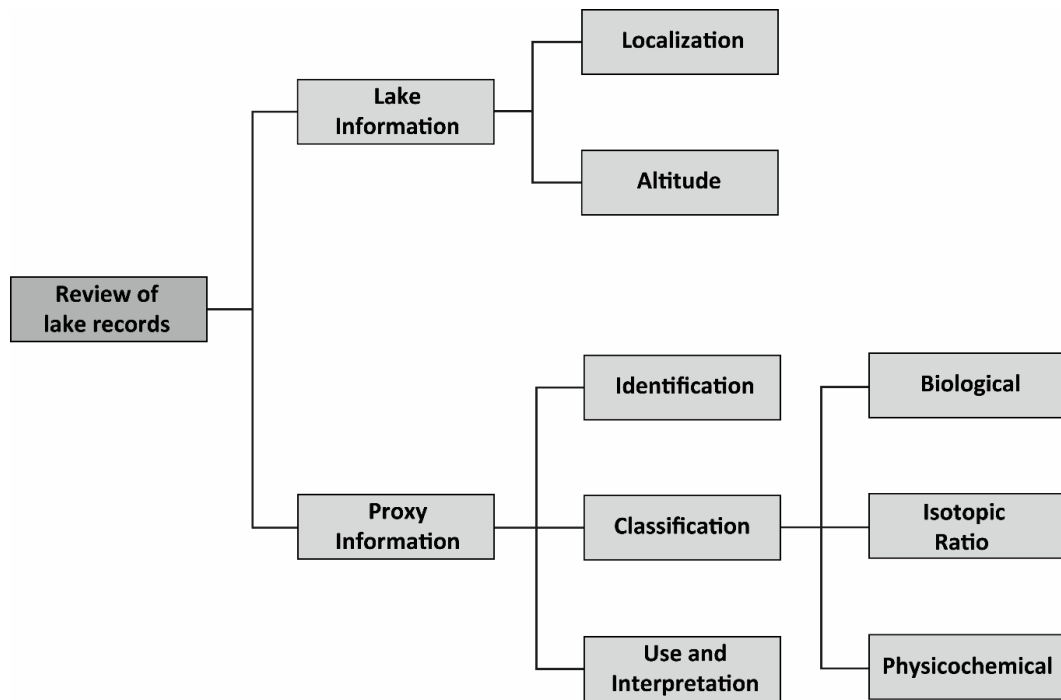 Localization
Lake
Information
Altitude
Review of
lake records
Identification
Biological
Proxy
Information
Classification
Isotopic
Ratio
Use and
Interpretation
Physicochemical